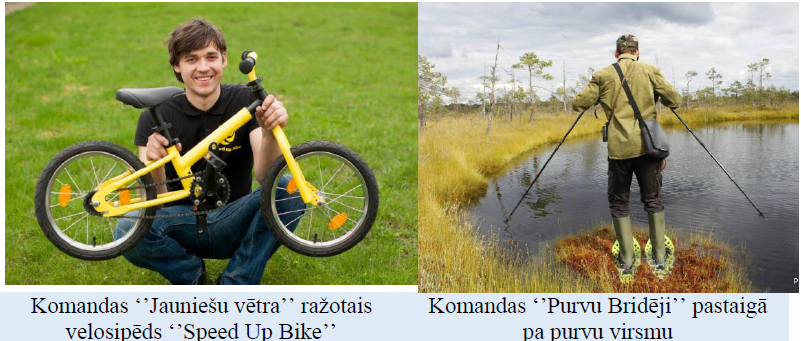 Komandas ‘’Jauniešu vētra’’ ražotais
velosipēds ‘’Speed Up Bike’’
Komandas ‘’Purvu Bridēji’’ pastaigā
pa purvu virsmu
P